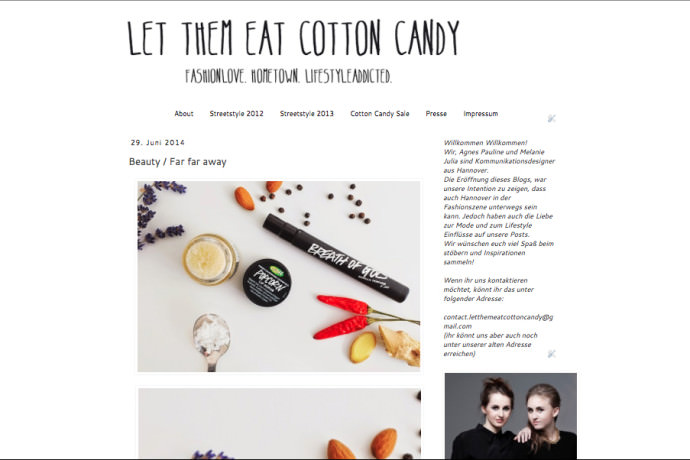 LET THEM EAT COTTON CANDY
FASHIONLOVE. HOMETOWN. LIFESTYLEADDICTED.
About Streetstyle 2012 Streetstyle 2013 Cotton Candy Sale Presse Impressum
29. Juni 2014
Beauty / Far far away
BREATH OF GOD
POPCORN
Willkommen Willkommen!
Wir, Agnes Pauline und Melanie
Julia sind Kommunikationsdesigner
aus Hannover.
Die Eröffnung dieses Blogs, war
unsere Intention zu zeigen, dass
auch Hannover in der
Fashionszene unterwegs sein
kann. Jedoch haben auch die Liebe
zur Mode und zum Lifestyle
Einflüsse auf unsere Posts.
Wir wünschen euch viel Spaß beim
stöbern und Inspirationen
sammeln!
Wenn ihr uns kontaktieren
möchtet, könnt ihr das unter
folgender Adresse:
contact.letthemeatcottoncandy@g
mail.com
(ihr könnt uns aber auch noch
unter unserer alten Adresse
erreichen)